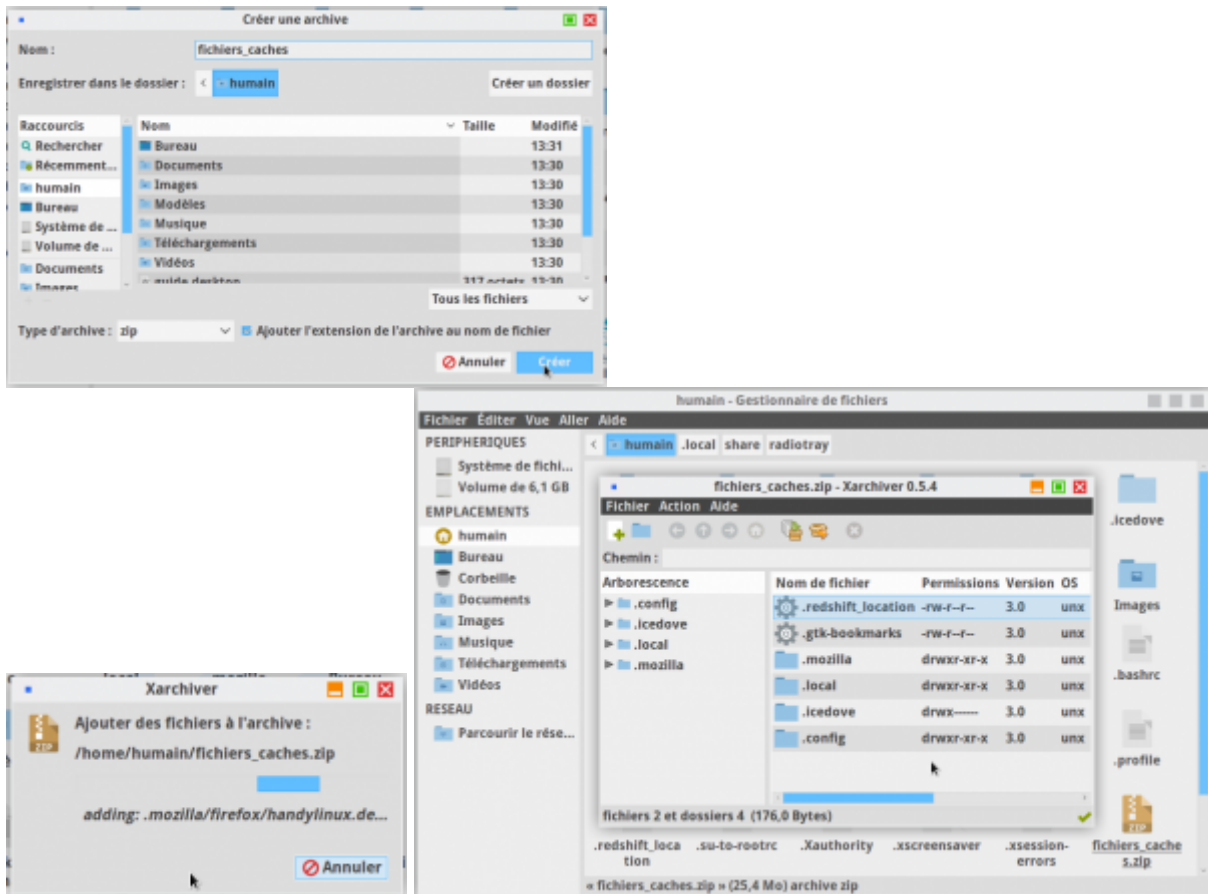 Créer une archive
Nom :
fichiers_caches
Enregistrer dans le dossier :
humain
Créer un dossier
Raccourcis
Nom
Taille
Modifié
Rechercher
Bureau
13:31
Récemment...
Documents
13:30
humain
Images
13:30
Bureau
Modèles
13:30
Système de ...
Musique
13:30
Volume de ...
Téléchargements
13:30
Documents
Vidéos
13:30
Images
guide.desktop
317 octets
13:30
Tous les fichiers
Type d'archive :
zip
Ajouter l'extension de l'archive au nom de fichier
Annuler
Créer
Xarchiver
Ajouter des fichiers à l'archive :
/home/humain/fichiers_caches.zip
adding: .mozilla/firefox/handylinux.de...
Annuler
humain - Gestionnaire de fichiers
Fichier Éditer Vue Aller Aide
PERIPHERIQUES
Système de fichi...
Volume de 6,1 GB
EMPLACEMENTS
humain
Bureau
Corbeille
Documents
Images
Musique
Téléchargements
Vidéos
RESEAU
Parcourir le rése...
humain .local share radiotray
fichiers_caches.zip - Xarchiver 0.5.4
Fichier Action Aide
Chemin :
Arborescence
.config
.icedove
.local
.mozilla
Nom de fichier Permissions Version OS
.redshift_location -rw-r--r-- 3.0 unx
.gtk-bookmarks -rw-r--r-- 3.0 unx
.mozilla drwxr-xr-x 3.0 unx
.local drwxr-xr-x 3.0 unx
.icedove drwx------ 3.0 unx
.config drwxr-xr-x 3.0 unx
fichiers 2 et dossiers 4 (176,0 Bytes)
.icedove
Images
.bashrc
.profile
.redshift_loca
tion
.su-to-rootrc
.Xauthority
.xscreensaver
.xsession-
errors
fichiers_cache
s.zip
« fichiers_caches.zip » (25,4 Mo) archive zip